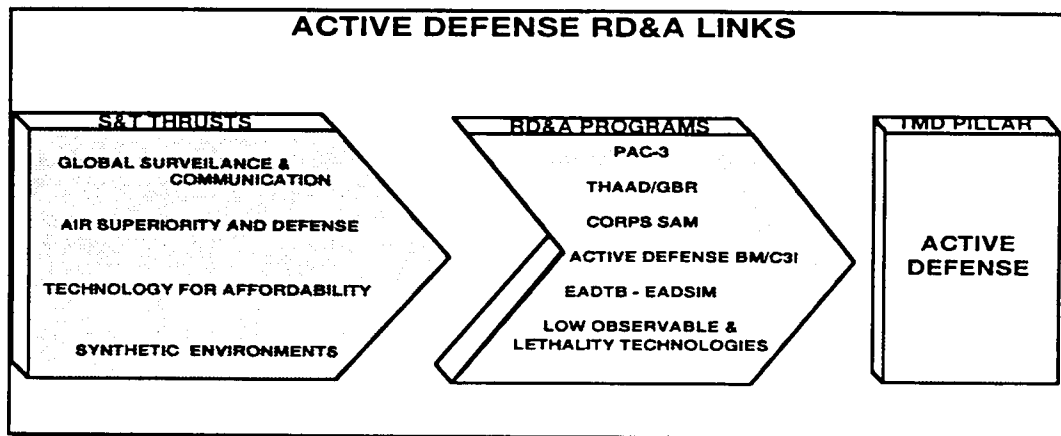 ACTIVE DEFENSE RD&A LINKS
S&T THRUSTS
GLOBAL SURVEILANCE &
COMMUNICATION
AIR SUPERIORITY AND DEFENSE
TECHNOLOGY FOR AFFORDABILITY
SYNTHETIC ENVIRONMENTS
RD&A PROGRAMS
PAC-3
THAAD/GBR
CORPS SAM
ACTIVE DEFENSE BM/C3I
EADTB - EADSIM
LOW OBSERVABLE &
LETHALITY TECHNOLOGIES
TMD PILLAR
ACTIVE
DEFENSE